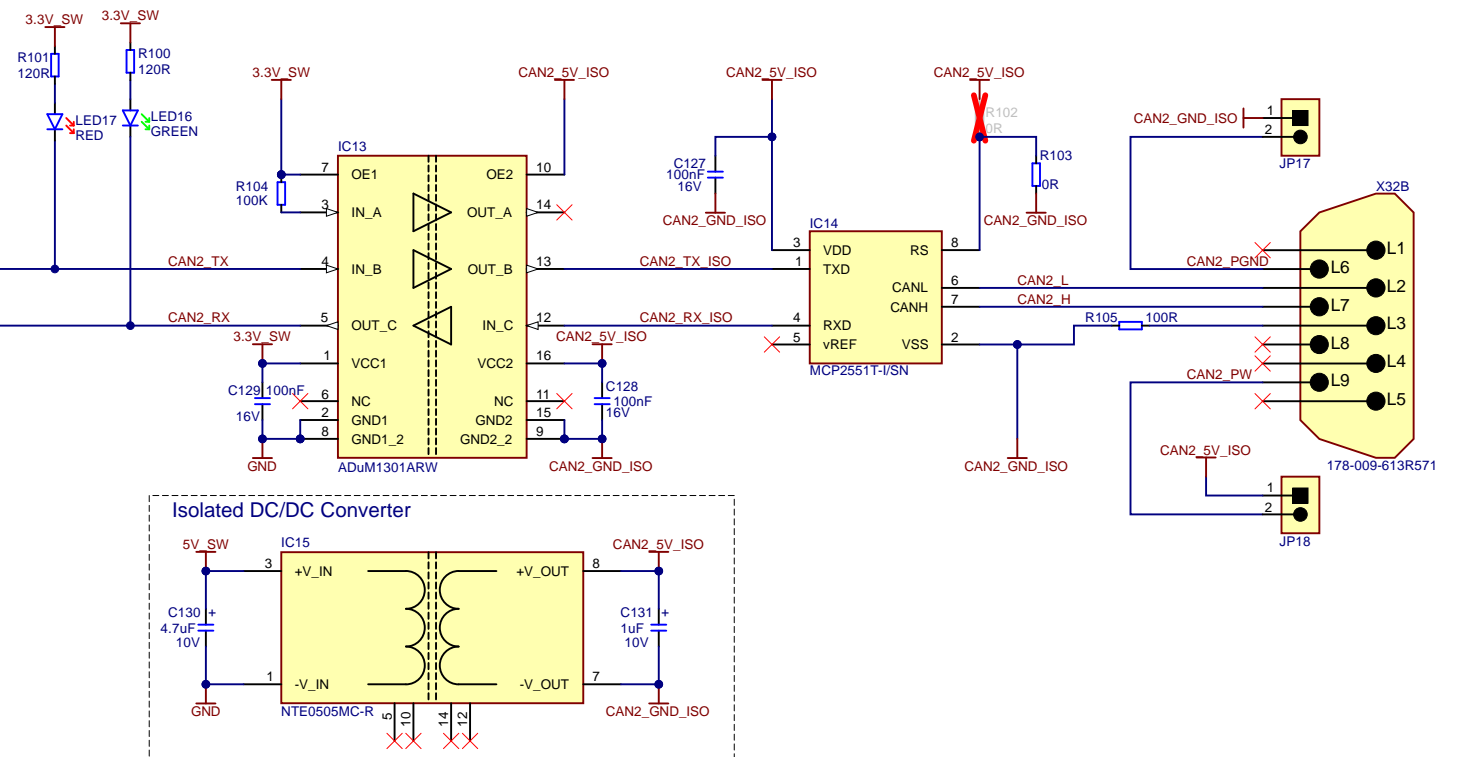 3.3V_SW
3.3V_SW
R101
120R
R100
120R
LED17
RED
LED16
GREEN
3.3V_SW
CAN2_5V_ISO
R104
100K
IC13
7 OE1 OE2 10
3 IN_A OUT_A 14
CAN2_TX 4 IN_B OUT_B 13 CAN2_TX_ISO
CAN2_RX 5 OUT_C IN_C 12 CAN2_RX_ISO
1 VCC1 VCC2 16
6 NC NC 11
2 GND1 GND2 15
8 GND1_2 GND2_2 9
ADuM1301ARW
3.3V_SW
C129 100nF
16V
GND
CAN2_5V_ISO
C128
100nF
16V
CAN2_GND_ISO
CAN2_5V_ISO
C127
100nF
16V
CAN2_GND_ISO
CAN2_5V_ISO
R102
0R
R103
0R
CAN2_GND_ISO
IC14
3 VDD RS 8
1 TXD
CANL 6 CAN2_L
CANH 7 CAN2_H
4 RXD
5 vREF VSS 2
MCP2551T-I/SN
R105 100R
CAN2_GND_ISO
CAN2_GND_ISO 1
2
JP17
X32B
L1
CAN2_PGND L6
L2
L7
L3
L8
L4
CAN2_PW L9
L5
178-009-613R571
CAN2_5V_ISO
1
2
JP18
Isolated DC/DC Converter
5V_SW
C130 +
4.7uF
10V
GND
IC15
3 +V_IN +V_OUT 8
1 -V_IN -V_OUT 7
NTE0505MC-R
5 10 14 12
CAN2_5V_ISO
C131 +
1uF
10V
CAN2_GND_ISO